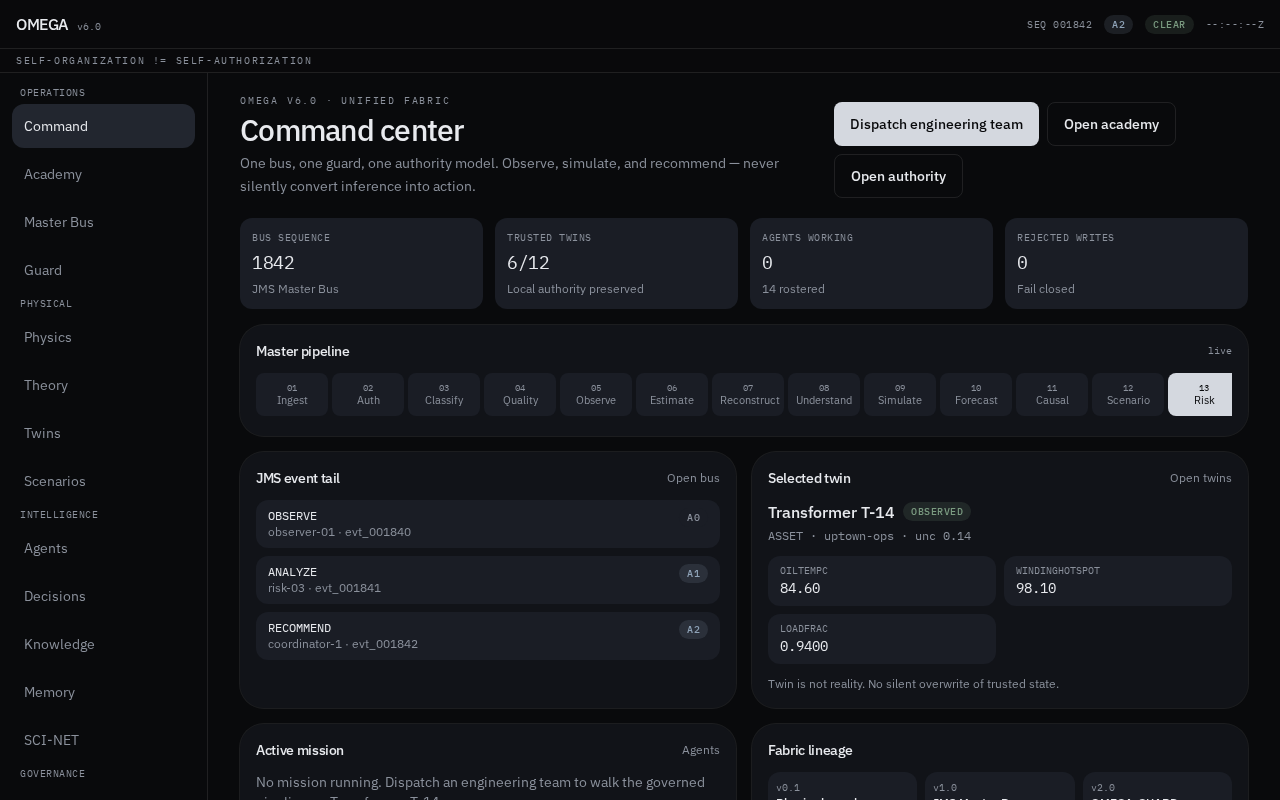 OMEGA v6.0
SEQ 001842 A2 CLEAR --:--:--Z
SELF-ORGANIZATION != SELF-AUTHORIZATION
OPERATIONS
Command
Academy
Master Bus
Guard
PHYSICAL
Physics
Theory
Twins
Scenarios
INTELLIGENCE
Agents
Decisions
Knowledge
Memory
SCI-NET
GOVERNANCE
OMEGA V6.0 · UNIFIED FABRIC
Command center
One bus, one guard, one authority model. Observe, simulate, and recommend — never
silently convert inference into action.
Dispatch engineering team
Open academy
Open authority
BUS SEQUENCE
1842
JMS Master Bus
TRUSTED TWINS
6/12
Local authority preserved
AGENTS WORKING
0
14 rostered
REJECTED WRITES
0
Fail closed
Master pipeline
live
01
Ingest
02
Auth
03
Classify
04
Quality
05
Observe
06
Estimate
07
Reconstruct
08
Understand
09
Simulate
10
Forecast
11
Causal
12
Scenario
13
Risk
JMS event tail
Open bus
OBSERVE
observer-01 · evt_001840
A0
ANALYZE
risk-03 · evt_001841
A1
RECOMMEND
coordinator-1 · evt_001842
A2
Selected twin
Open twins
Transformer T-14 OBSERVED
ASSET · uptown-ops · unc 0.14
OILTEMPC
84.60
WINDINGHOTSPOT
98.10
LOADFRAC
0.9400
Twin is not reality. No silent overwrite of trusted state.
Active mission
Agents
No mission running. Dispatch an engineering team to walk the governed
Fabric lineage
v0.1
v1.0
v2.0